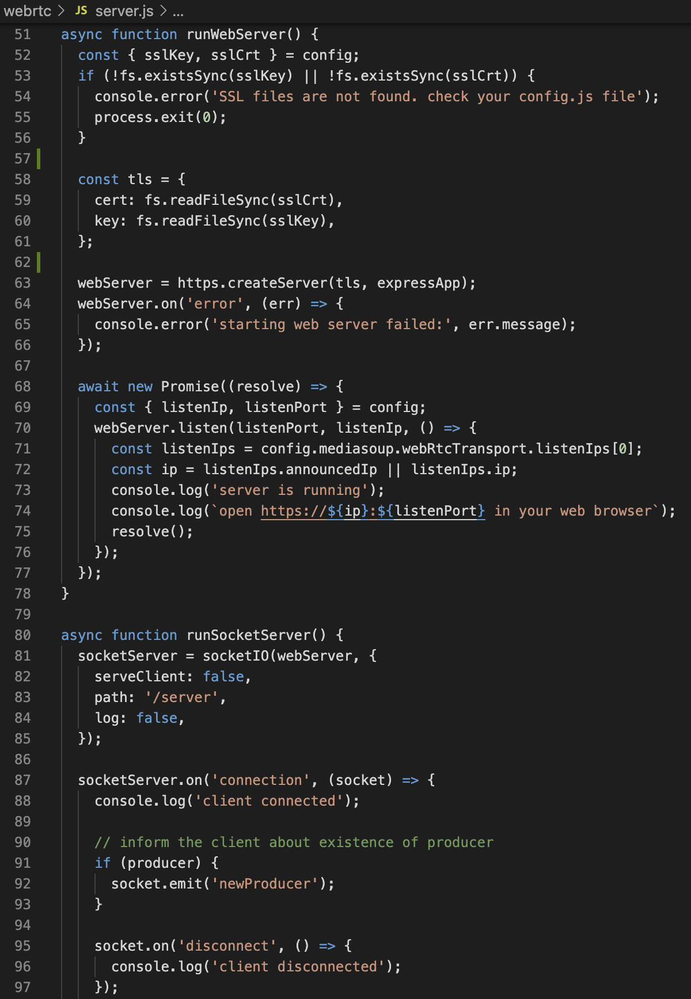 webrtc > JS server.js > ...
51 async function runWebServer() {
52 const { sslKey, sslCrt } = config;
53 if (!fs.existsSync(sslKey) || !fs.existsSync(sslCrt)) {
54 console.error('SSL files are not found. check your config.js file');
55 process.exit(0);
56 }
57
58 const tls = {
59 cert: fs.readFileSync(sslCrt),
60 key: fs.readFileSync(sslKey),
61 };
62
63 webServer = https.createServer(tls, expressApp);
64 webServer.on('error', (err) => {
65 console.error('starting web server failed:', err.message);
66 });
67
68 await new Promise((resolve) => {
69 const { listenIp, listenPort } = config;
70 webServer.listen(listenPort, listenIp, () => {
71 const listenIps = config.mediasoup.webRtcTransport.listenIps[0];
72 const ip = listenIps.announcedIp || listenIps.ip;
73 console.log('server is running');
74 console.log(`open https://${ip}:${listenPort} in your web browser`);
75 resolve();
76 });
77 });
78 }
79
80 async function runSocketServer() {
81 socketServer = socketIO(webServer, {
82 serveClient: false,
83 path: '/server',
84 log: false,
85 });
86
87 socketServer.on('connection', (socket) => {
88 console.log('client connected');
89
90 // inform the client about existence of producer
91 if (producer) {
92 socket.emit('newProducer');
93 }
94
95 socket.on('disconnect', () => {
96 console.log('client disconnected');
97 });